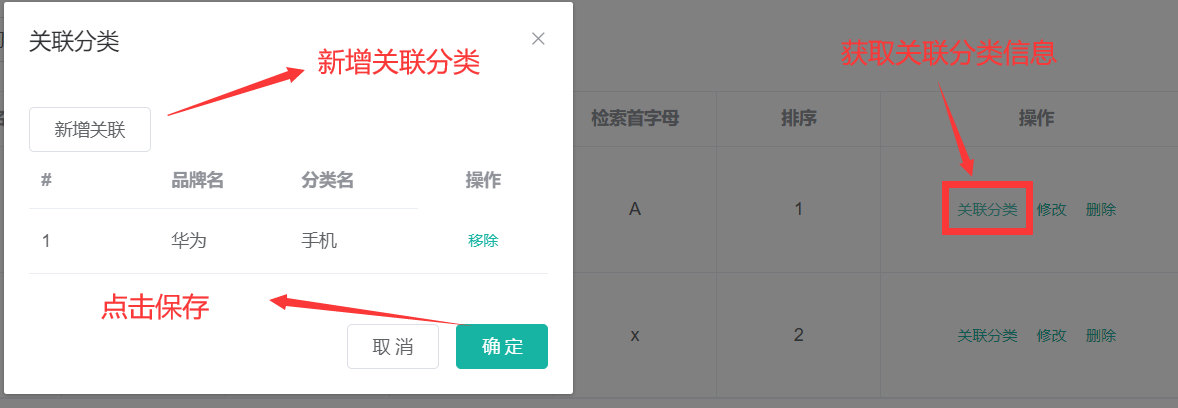 关联分类
新增关联分类
新增关联
# 品牌名 分类名 操作
1 华为 手机 移除
点击保存
取消 确定
获取关联分类信息
检索首字母 排序 操作
A 1 关联分类 修改 删除
x 2 关联分类 修改 删除